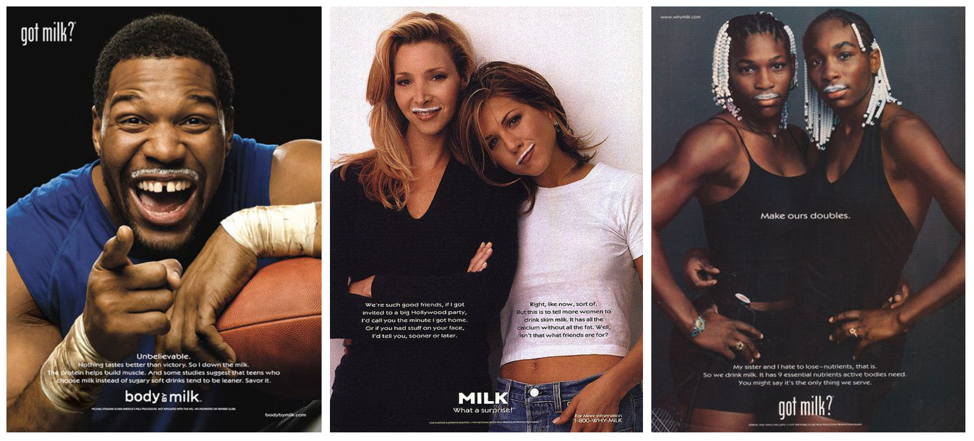 got milk?
Unbelievable.
Nothing tastes better than victory. So I down the milk.
The protein helps build muscle. And some studies suggest that teens who
choose milk instead of sugary soft drinks tend to be leaner. Savor it.
body by milk
bodybymilk.com
We're such good friends, if I got
invited to a big Hollywood party,
I'd call you the minute I got home.
Or if you had stuff on your face,
I'd tell you, sooner or later.
Right, like now, sort of.
But this is to tell more women to
drink skim milk. It has all the
calcium without all the fat. Well,
isn't that what friends are for?
MILK
What a surprise!
For More Information
1-800-WHY-MILK
www.whymilk.com
Make ours doubles.
My sister and I hate to lose–nutrients, that is.
So we drink milk. It has 9 essential nutrients active bodies need.
You might say it's the only thing we serve.
got milk?